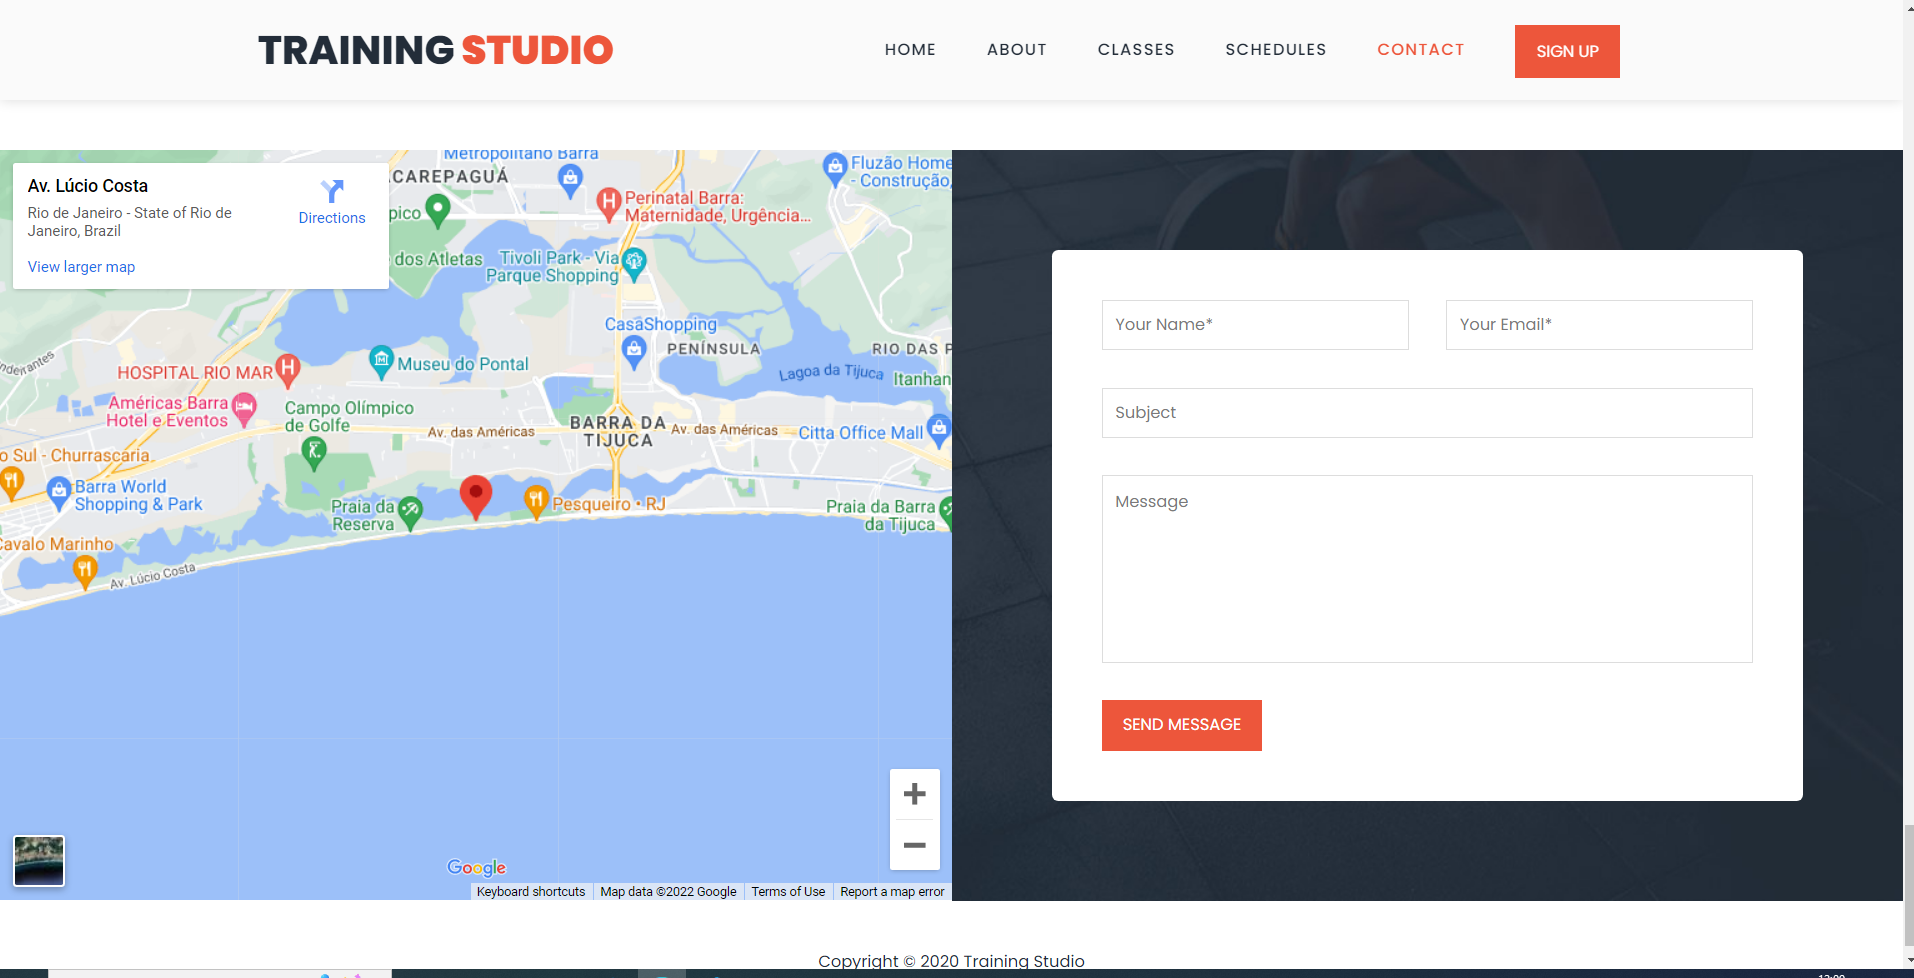 TRAINING STUDIO
HOME
ABOUT
CLASSES
SCHEDULES
CONTACT
SIGN UP
Av. Lúcio Costa
Rio de Janeiro - State of Rio de
Janeiro, Brazil
Directions
View larger map
Metropolitano Barra
CAREPAGUÁ
Fluzão Home
- Construção,
Perinatal Barra:
Maternidade, Urgência...
pico
dos Atletas
Tivoli Park - Via
Parque Shopping
CasaShopping
PENÍNSULA
RIO DAS P
Lagoa da Tijuca
Itanhan
ndeirantes
HOSPITAL RIO MAR
Museu do Pontal
Américas Barra
Hotel e Eventos
Campo Olímpico
de Golfe
Av. das Américas
BARRA DA
TIJUCA
Av. das Américas
Citta Office Mall
o Sul - Churrascaria
Barra World
Shopping & Park
Praia da
Reserva
Pesqueiro • RJ
Praia da Barra
da Tijuca
Cavalo Marinho
Av. Lúcio Costa
Google
Keyboard shortcuts
Map data ©2022 Google
Terms of Use
Report a map error
Your Name*
Your Email*
Subject
Message
SEND MESSAGE
Copyright © 2020 Training Studio